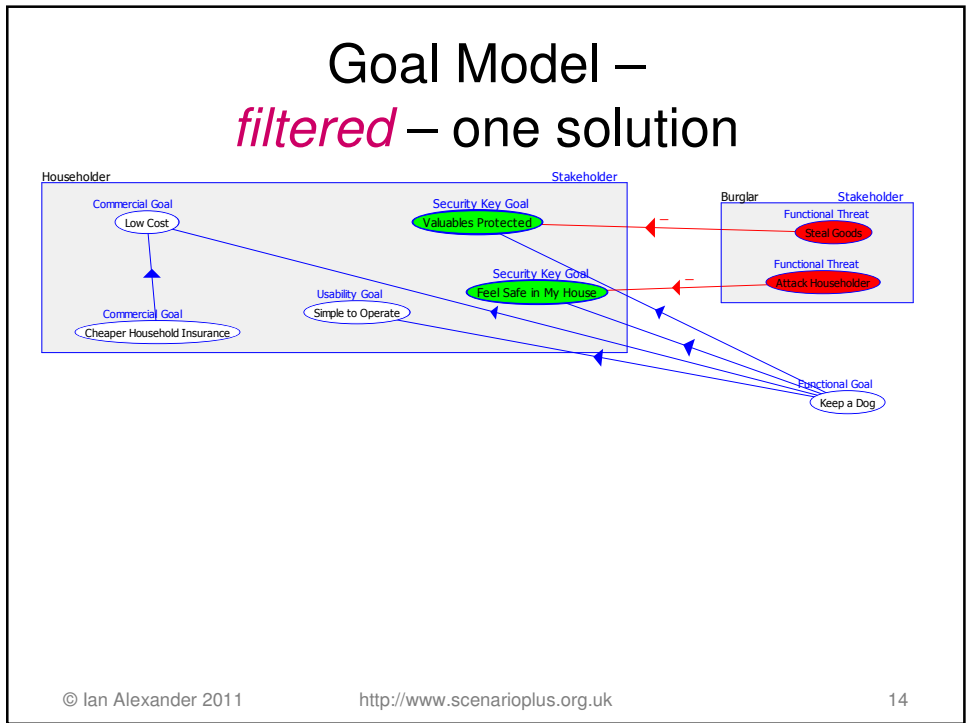 Goal Model –
filtered – one solution
Householder
Stakeholder
Commercial Goal
Low Cost
Security Key Goal
Valuables Protected
–
Burglar
Stakeholder
Functional Threat
Steal Goods
Security Key Goal
Feel Safe in My House
–
Functional Threat
Attack Householder
Usability Goal
Simple to Operate
Commercial Goal
Cheaper Household Insurance
Functional Goal
Keep a Dog
© Ian Alexander 2011
http://www.scenarioplus.org.uk
14